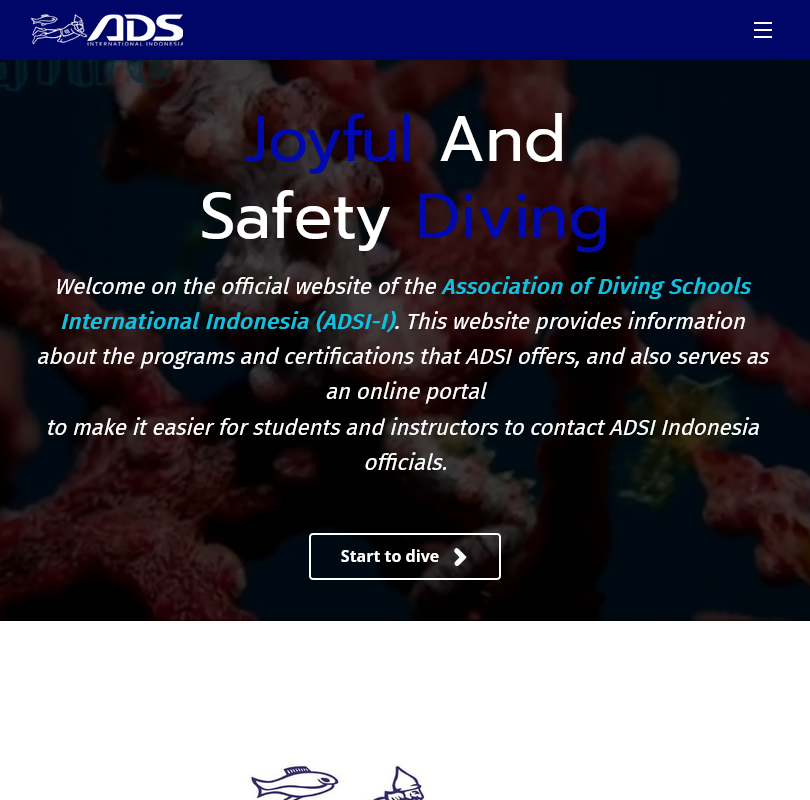 ADS
INTERNATIONAL INDONESIA
Joyful And
Safety Diving
Welcome on the official website of the Association of Diving Schools
International Indonesia (ADSI-I). This website provides information
about the programs and certifications that ADSI offers, and also serves as
an online portal
to make it easier for students and instructors to contact ADSI Indonesia
officials.
Start to dive